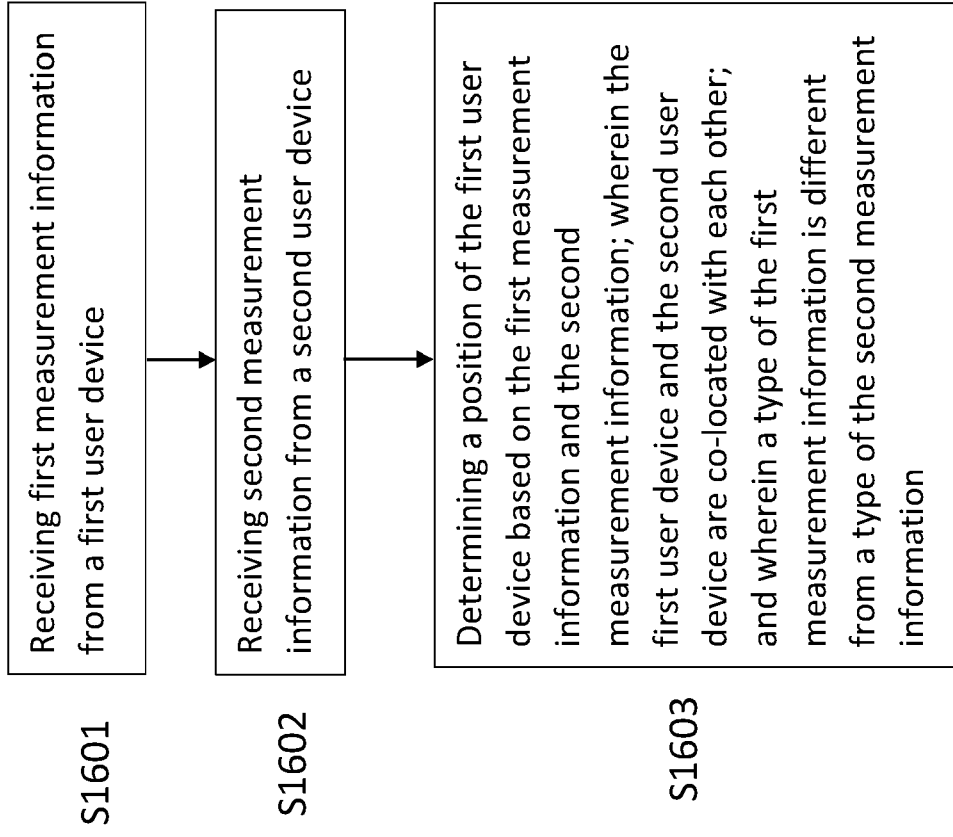 S1601
Receiving first measurement information
from a first user device
S1602
Receiving second measurement
information from a second user device
S1603
Determining a position of the first user
device based on the first measurement
information and the second
measurement information; wherein the
first user device and the second user
device are co-located with each other;
and wherein a type of the first
measurement information is different
from a type of the second measurement
information